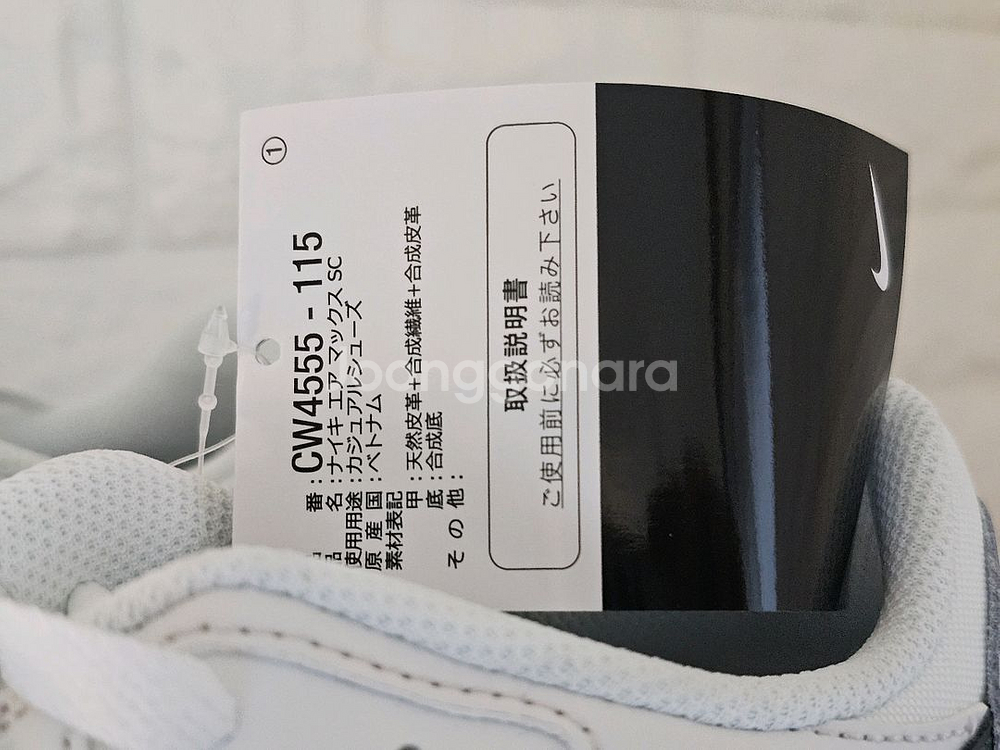 ①
品番:CW4555 - 115
品名:ナイキ エア マックス SC
使用用途:カジュアルシューズ
原産国:ベトナム
素材表記
甲:天然皮革+合成繊維+合成皮革
底:合成底
その他:
取扱説明書
ご使用前に必ずお読み下さい
joonggonara